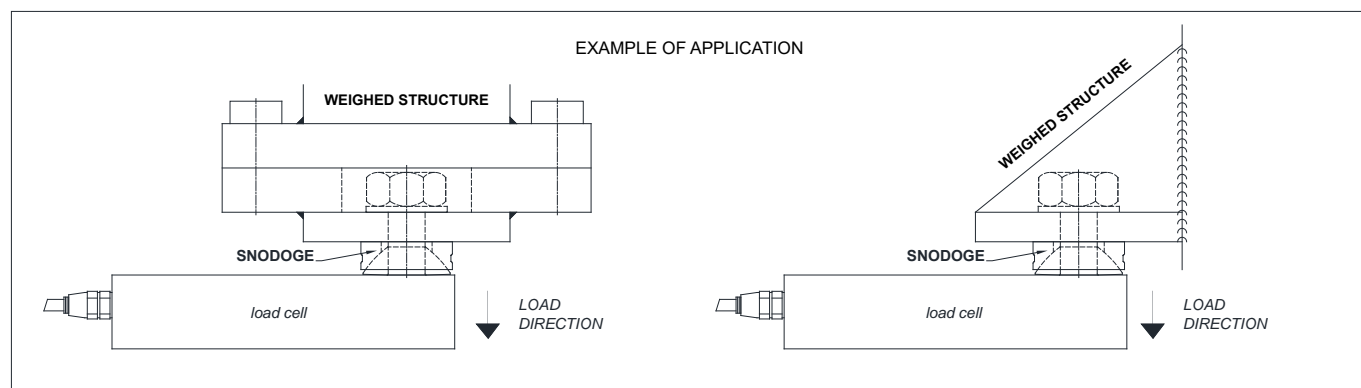 EXAMPLE OF APPLICATION
WEIGHED STRUCTURE
SNODOGE
load cell
LOAD
DIRECTION
WEIGHED STRUCTURE
SNODOGE
load cell
LOAD
DIRECTION